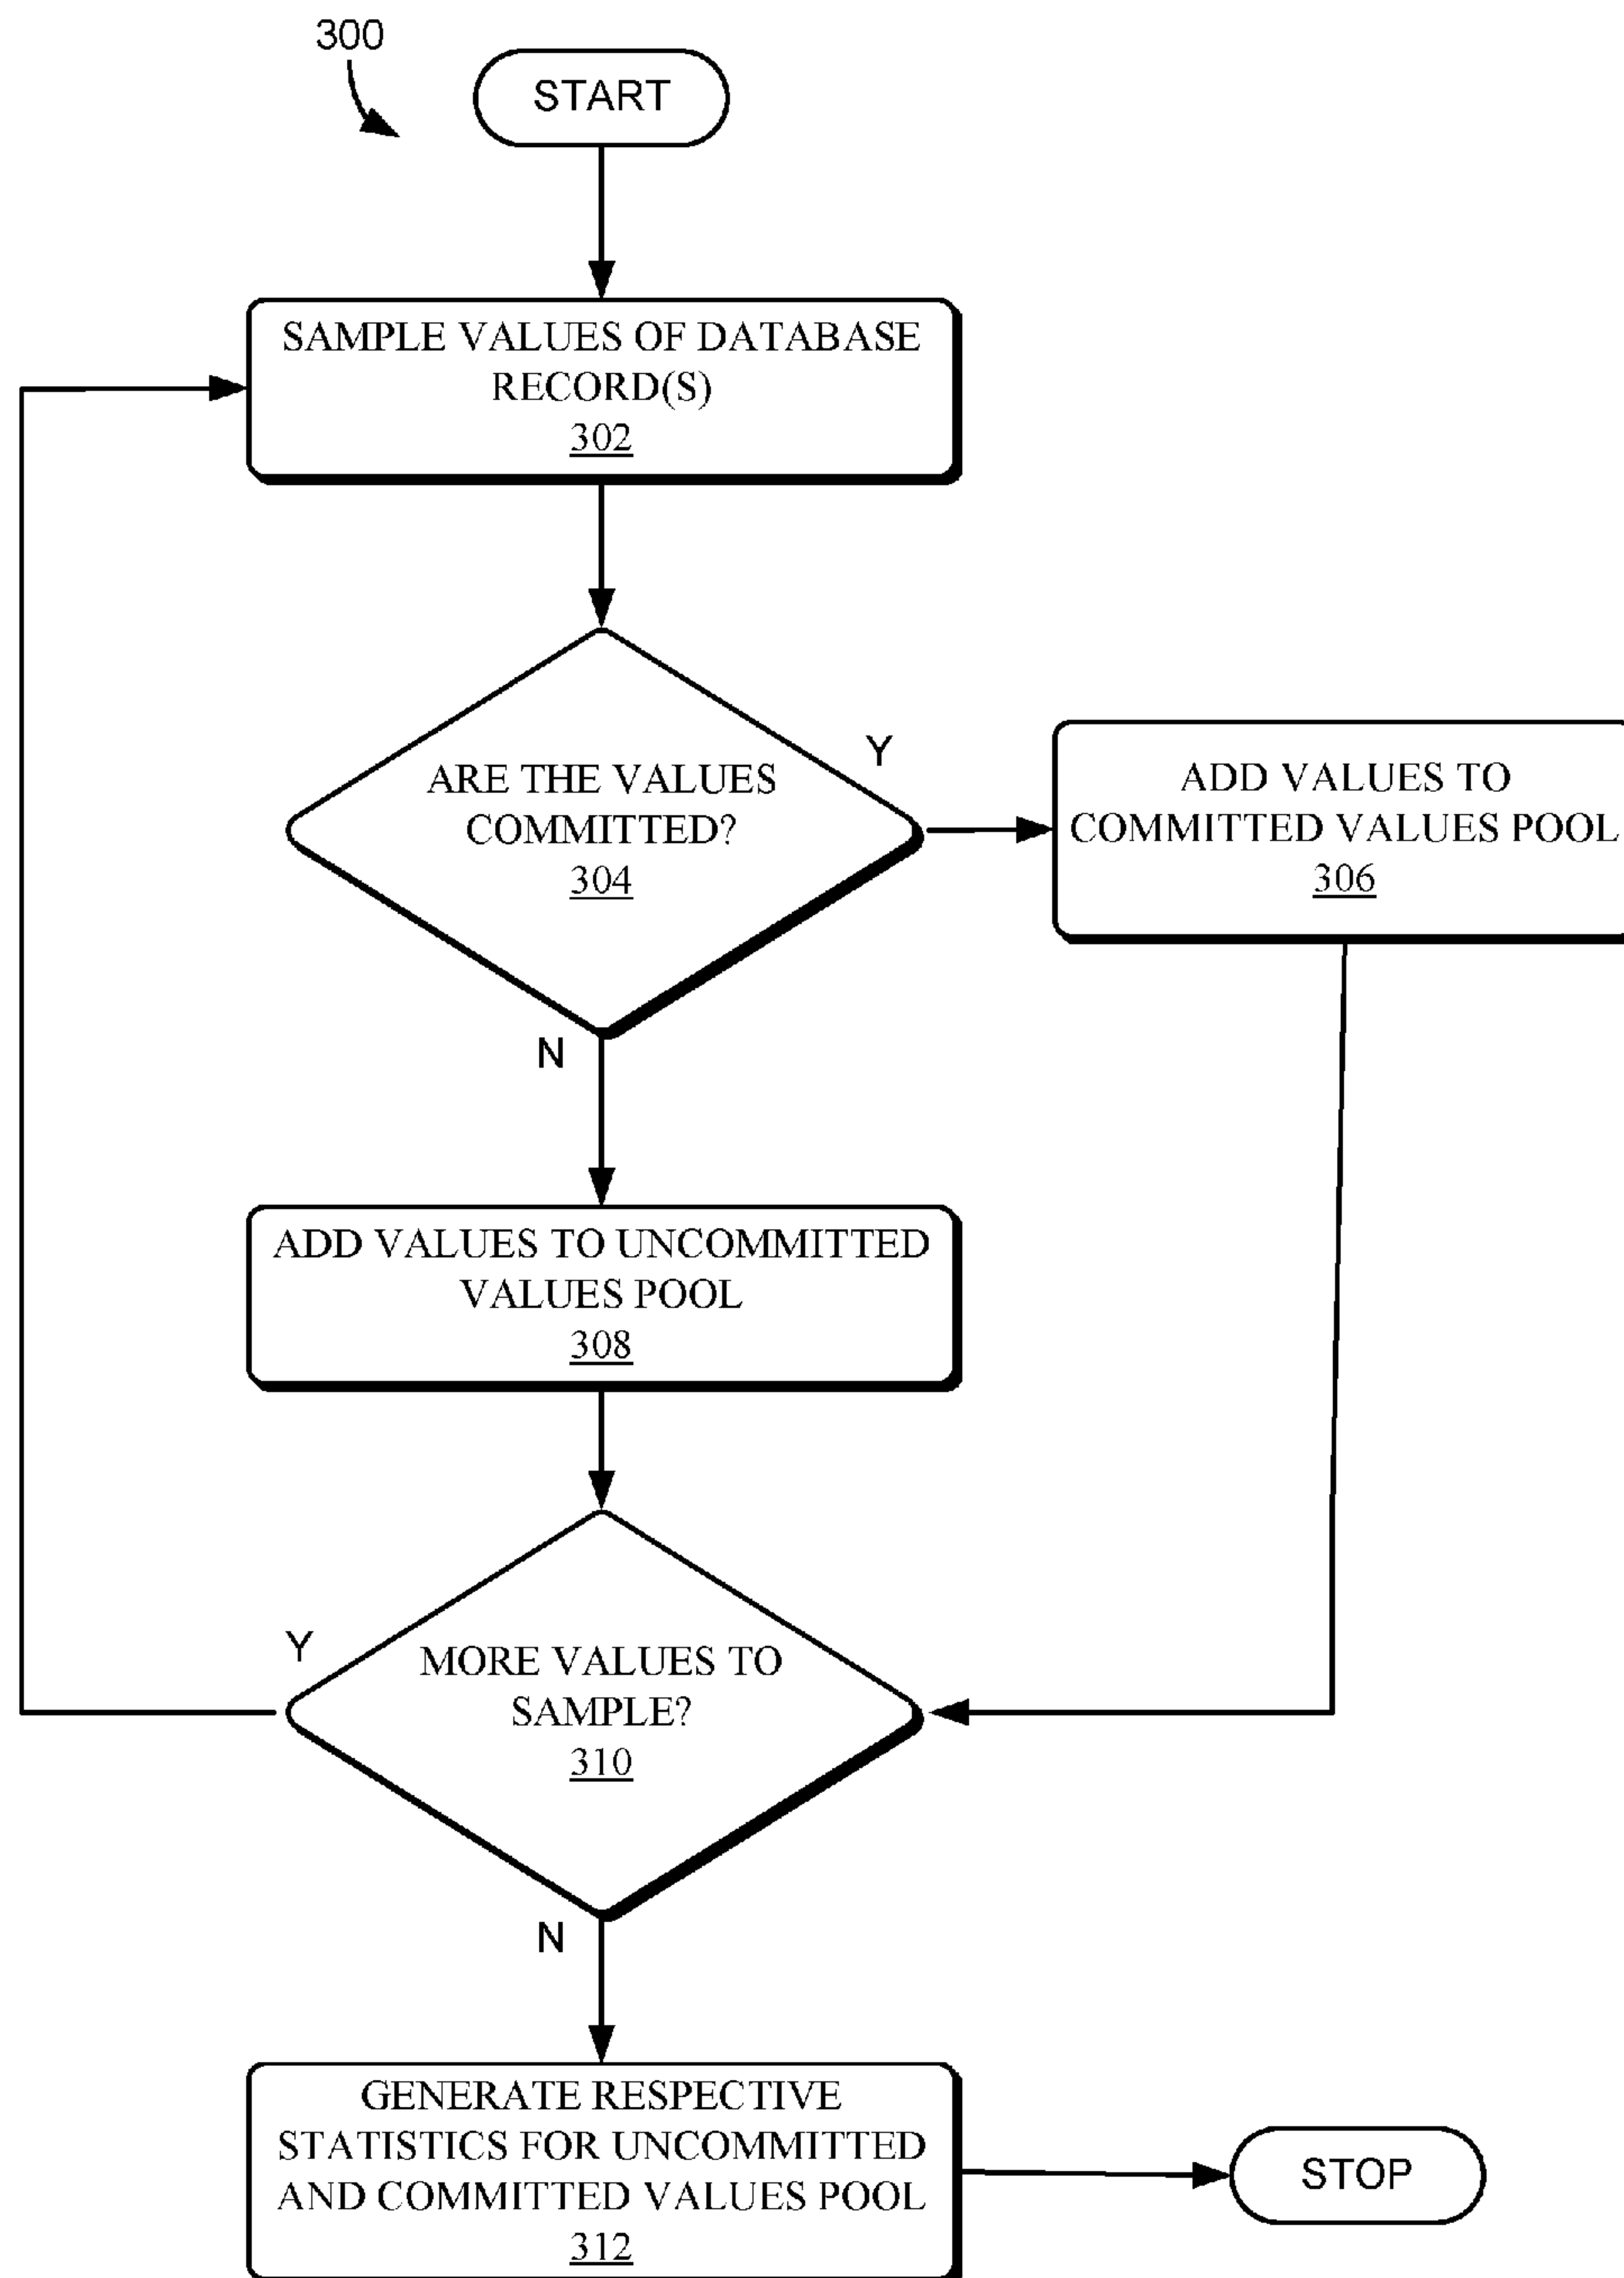 300
START
SAMPLE VALUES OF DATABASE
RECORD(S)
302
ARE THE VALUES
COMMITTED?
304
Y
ADD VALUES TO
COMMITTED VALUES POOL
306
N
ADD VALUES TO UNCOMMITTED
VALUES POOL
308
MORE VALUES TO
SAMPLE?
310
Y
N
GENERATE RESPECTIVE
STATISTICS FOR UNCOMMITTED
AND COMMITTED VALUES POOL
312
STOP